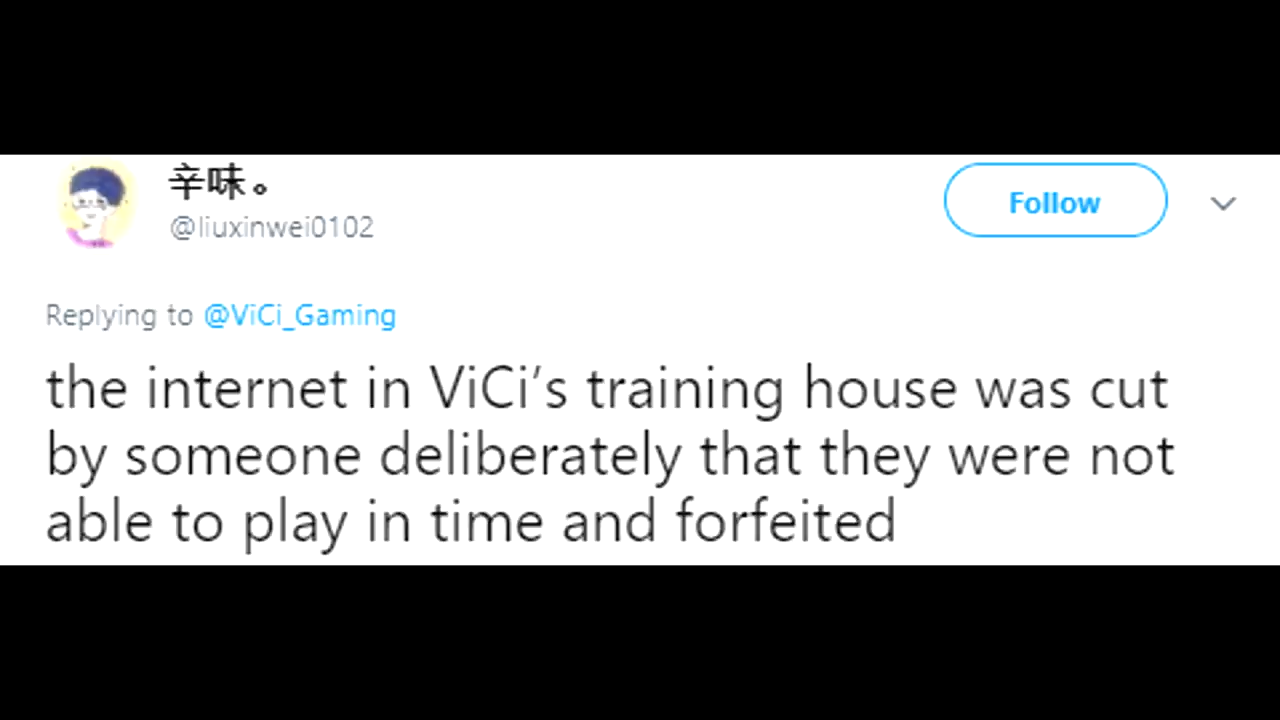 辛味。
@liuxinwei0102
Follow
Replying to @ViCi_Gaming
the internet in ViCi's training house was cut
by someone deliberately that they were not
able to play in time and forfeited